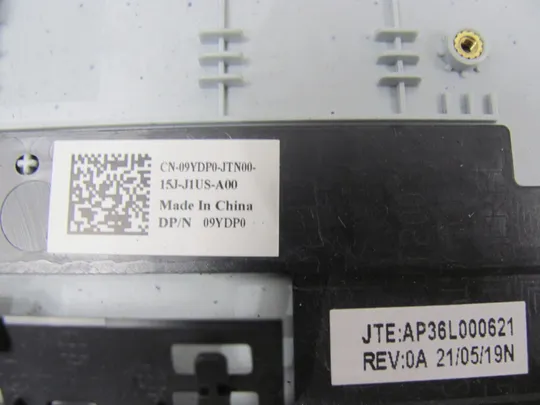 CN-09YDP0-JTN00-
15J-J1US-A00
Made In China
DP/N 09YDP0
JTE:AP36L000621
REV:0A 21/05/19N